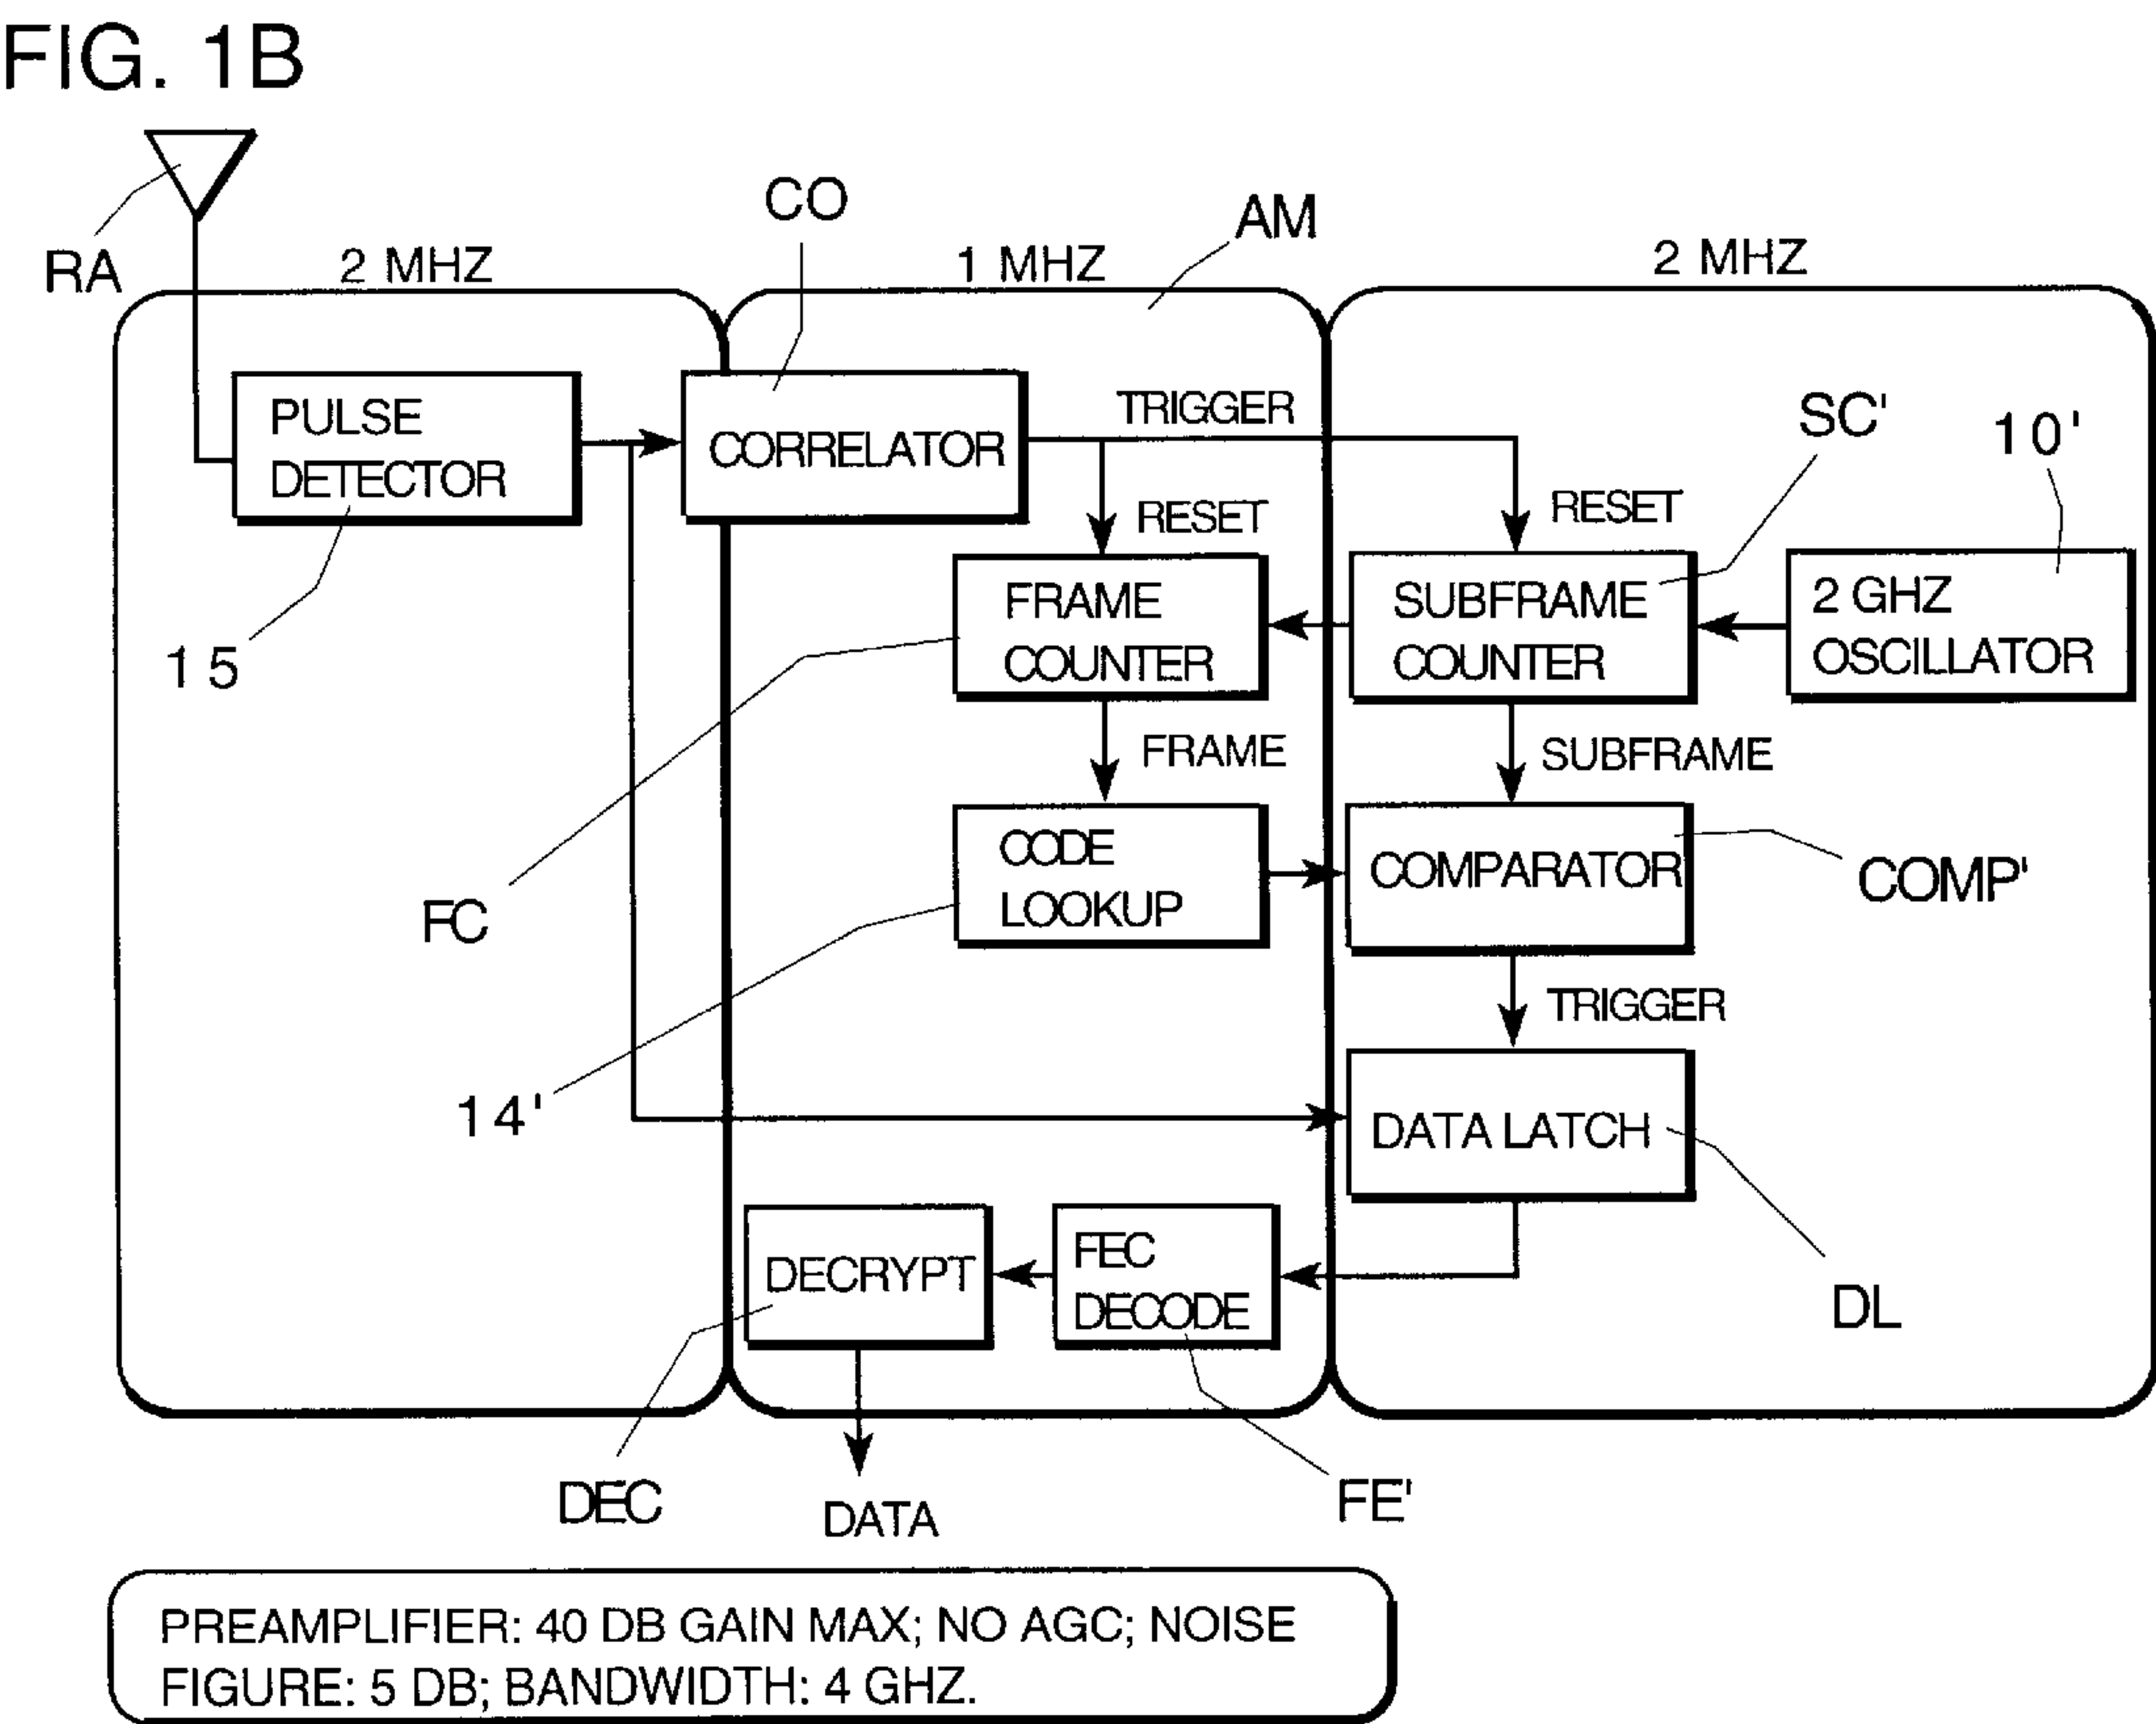 FIG. 1B
RA
2 MHZ
CO
1 MHZ
AM
2 MHZ
PULSE
DETECTOR
15
CORRELATOR
TRIGGER
RESET
RESET
SC'
10'
FRAME
COUNTER
SUBFRAME
COUNTER
2 GHZ
OSCILLATOR
FC
FRAME
SUBFRAME
CODE
LOOKUP
COMPARATOR
COMP'
14'
TRIGGER
DATA LATCH
DL
DECRYPT
FEC
DECODE
DEC
DATA
FE'
PREAMPLIFIER: 40 DB GAIN MAX; NO AGC; NOISE
FIGURE: 5 DB; BANDWIDTH: 4 GHZ.